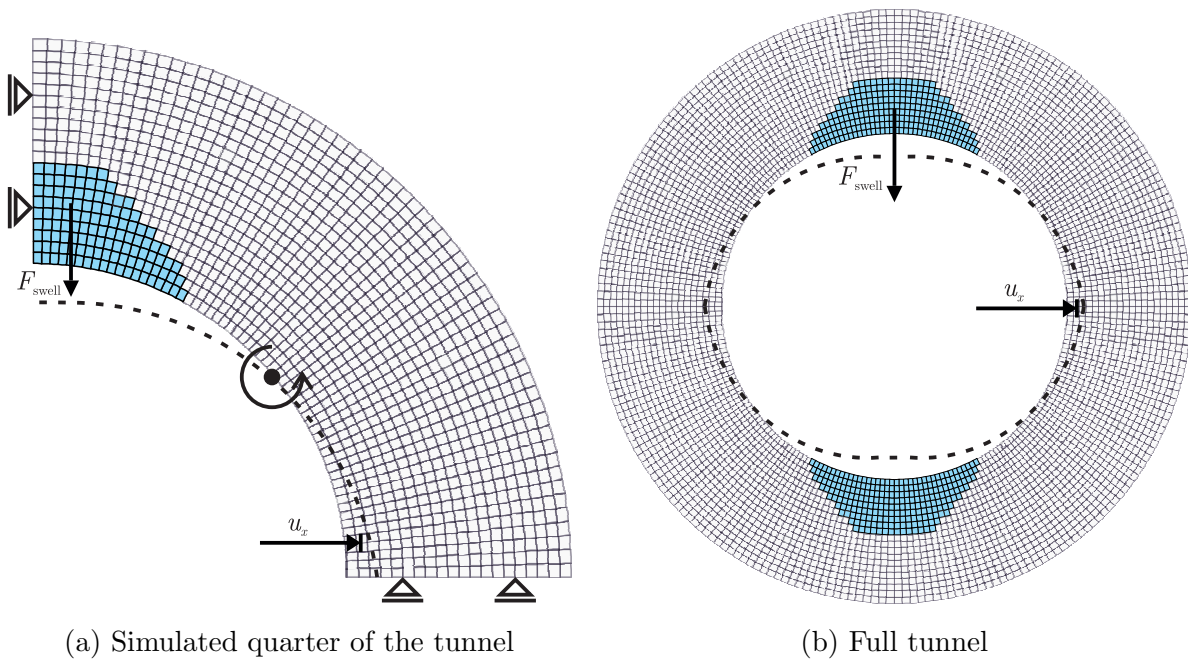 F_swell
u_x
F_swell
u_x
(a) Simulated quarter of the tunnel
(b) Full tunnel